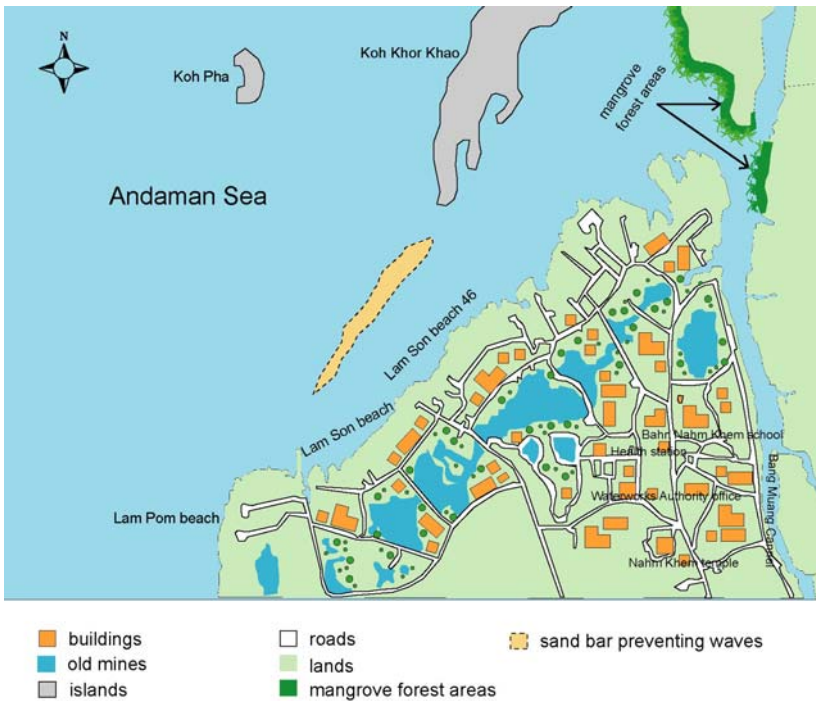 N
Koh Khor Khao
Koh Pha
mangrove
forest areas
Andaman Sea
Lam Son beach 46
Lam Son beach
Bahn Nahm Khem school
Health station
Waterworks Authority office
Bang Muang Cannel
Lam Pom beach
Nahm Khem temple
buildings
roads
sand bar preventing waves
old mines
lands
islands
mangrove forest areas